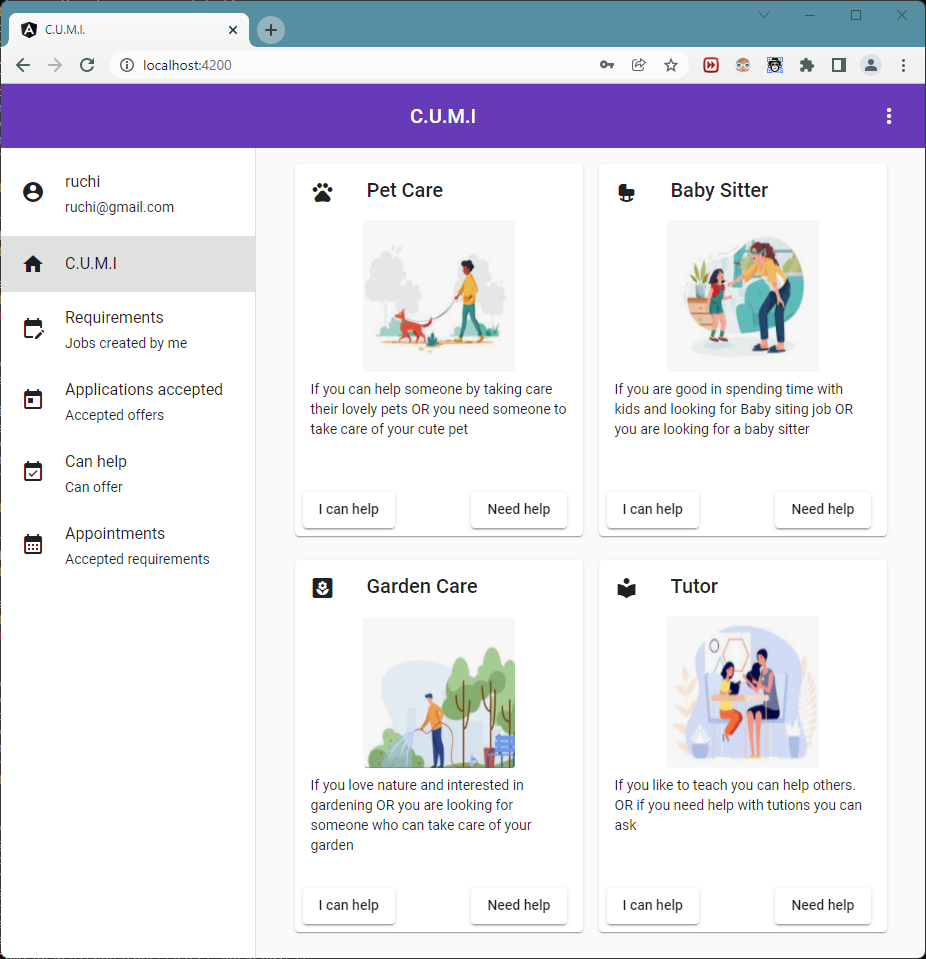 C.U.M.I.
localhost:4200
C.U.M.I
ruchi
ruchi@gmail.com
C.U.M.I
Requirements
Jobs created by me
Applications accepted
Accepted offers
Can help
Can offer
Appointments
Accepted requirements
Pet Care
If you can help someone by taking care
their lovely pets OR you need someone to
take care of your cute pet
I can help
Need help
Baby Sitter
If you are good in spending time with
kids and looking for Baby siting job OR
you are looking for a baby sitter
I can help
Need help
Garden Care
If you love nature and interested in
gardening OR you are looking for
someone who can take care of your
garden
I can help
Need help
Tutor
If you like to teach you can help others.
OR if you need help with tutions you can
ask
I can help
Need help